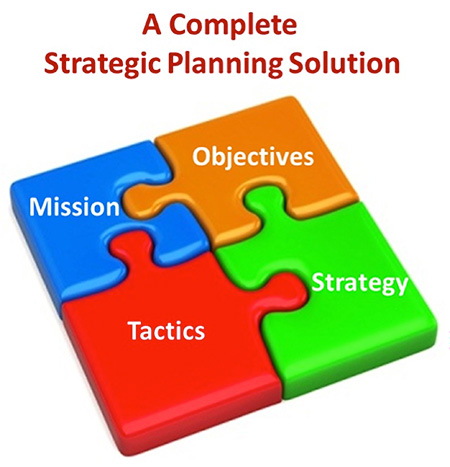 A Complete
Strategic Planning Solution
Objectives
Mission
Strategy
Tactics